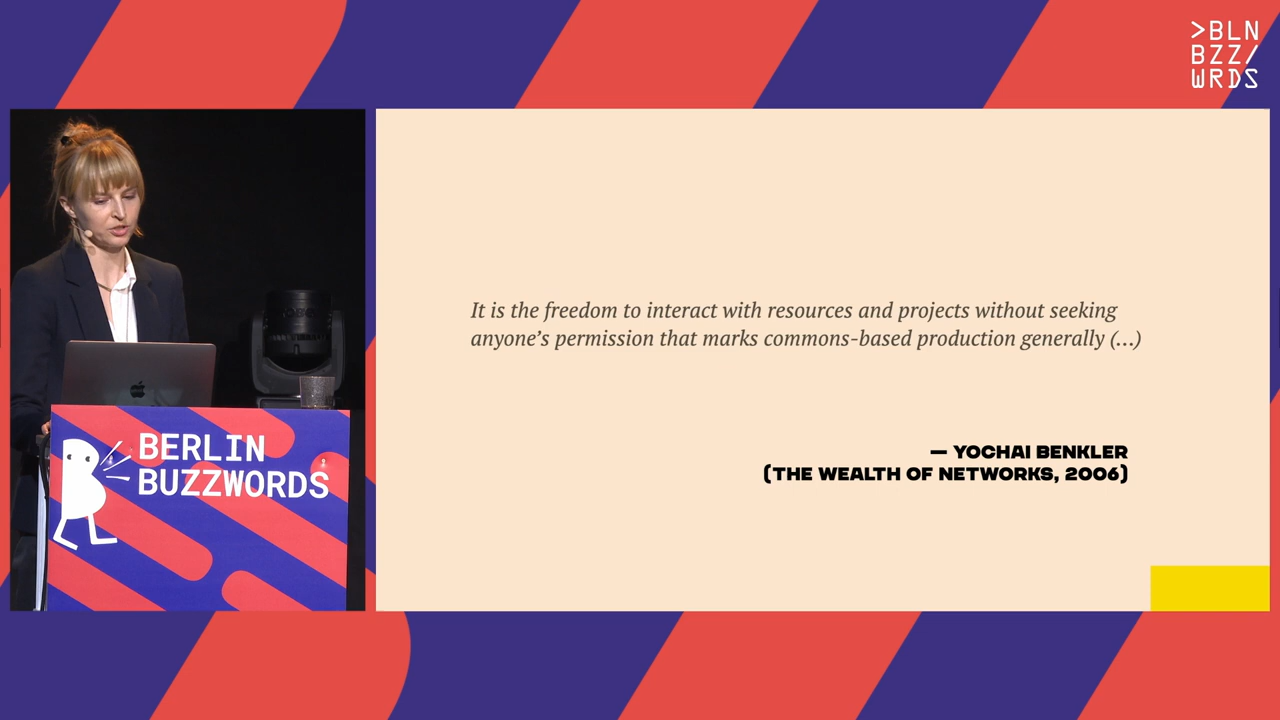 >BLN
BZZ/
WRDS
It is the freedom to interact with resources and projects without seeking
anyone’s permission that marks commons-based production generally (...)
— YOCHAI BENKLER
(THE WEALTH OF NETWORKS, 2006)
BERLIN
BUZZWORDS